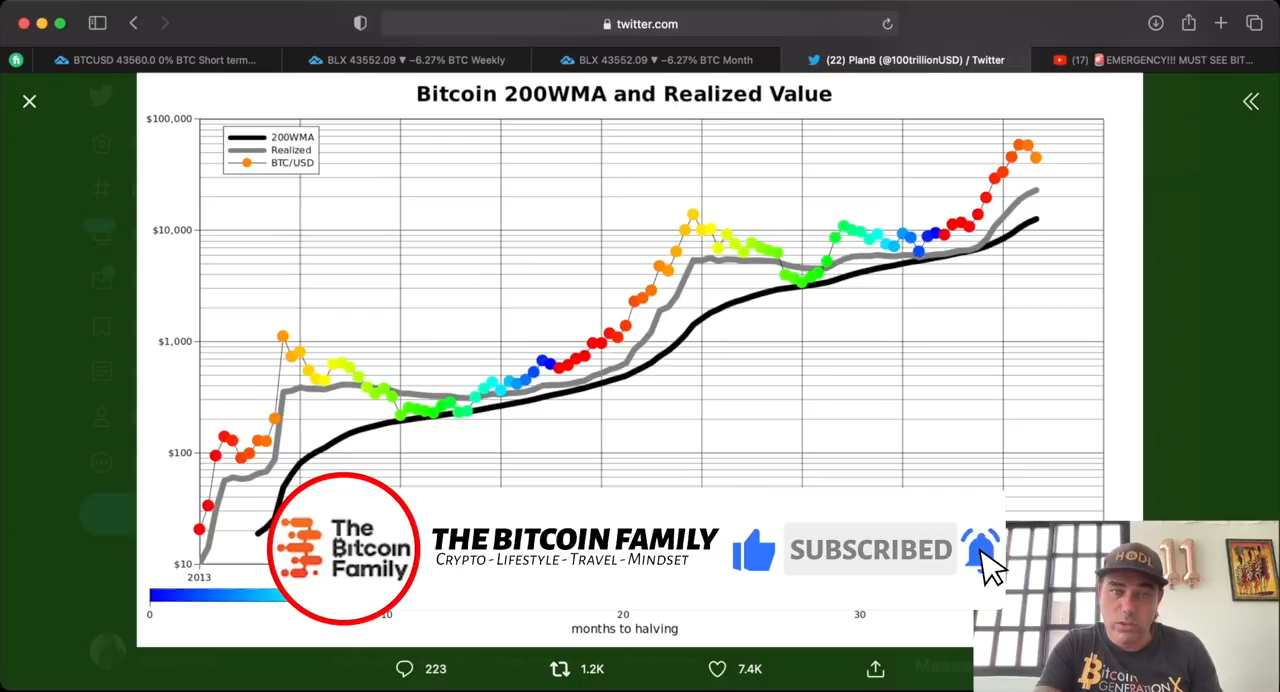 twitter.com
BTCUSD 43560.0 0% BTC Short term...
BLX 43552.09 ▼ −6.27% BTC Weekly
BLX 43552.09 ▼ −6.27% BTC Month
(22) PlanB (@100trillionUSD) / Twitter
(17) 🚨EMERGENCY!!! MUST SEE BIT...
Bitcoin 200WMA and Realized Value
$100,000
200WMA
Realized
BTC/USD
$10,000
$1,000
$100
$10
2013
The
Bitcoin
Family
THE BITCOIN FAMILY
CRYPTO - LIFESTYLE - TRAVEL - MINDSET
SUBSCRIBED
HODL
11
0
20
30
months to halving
223
1.2K
7.4K
Bitcoin
GENERATION X